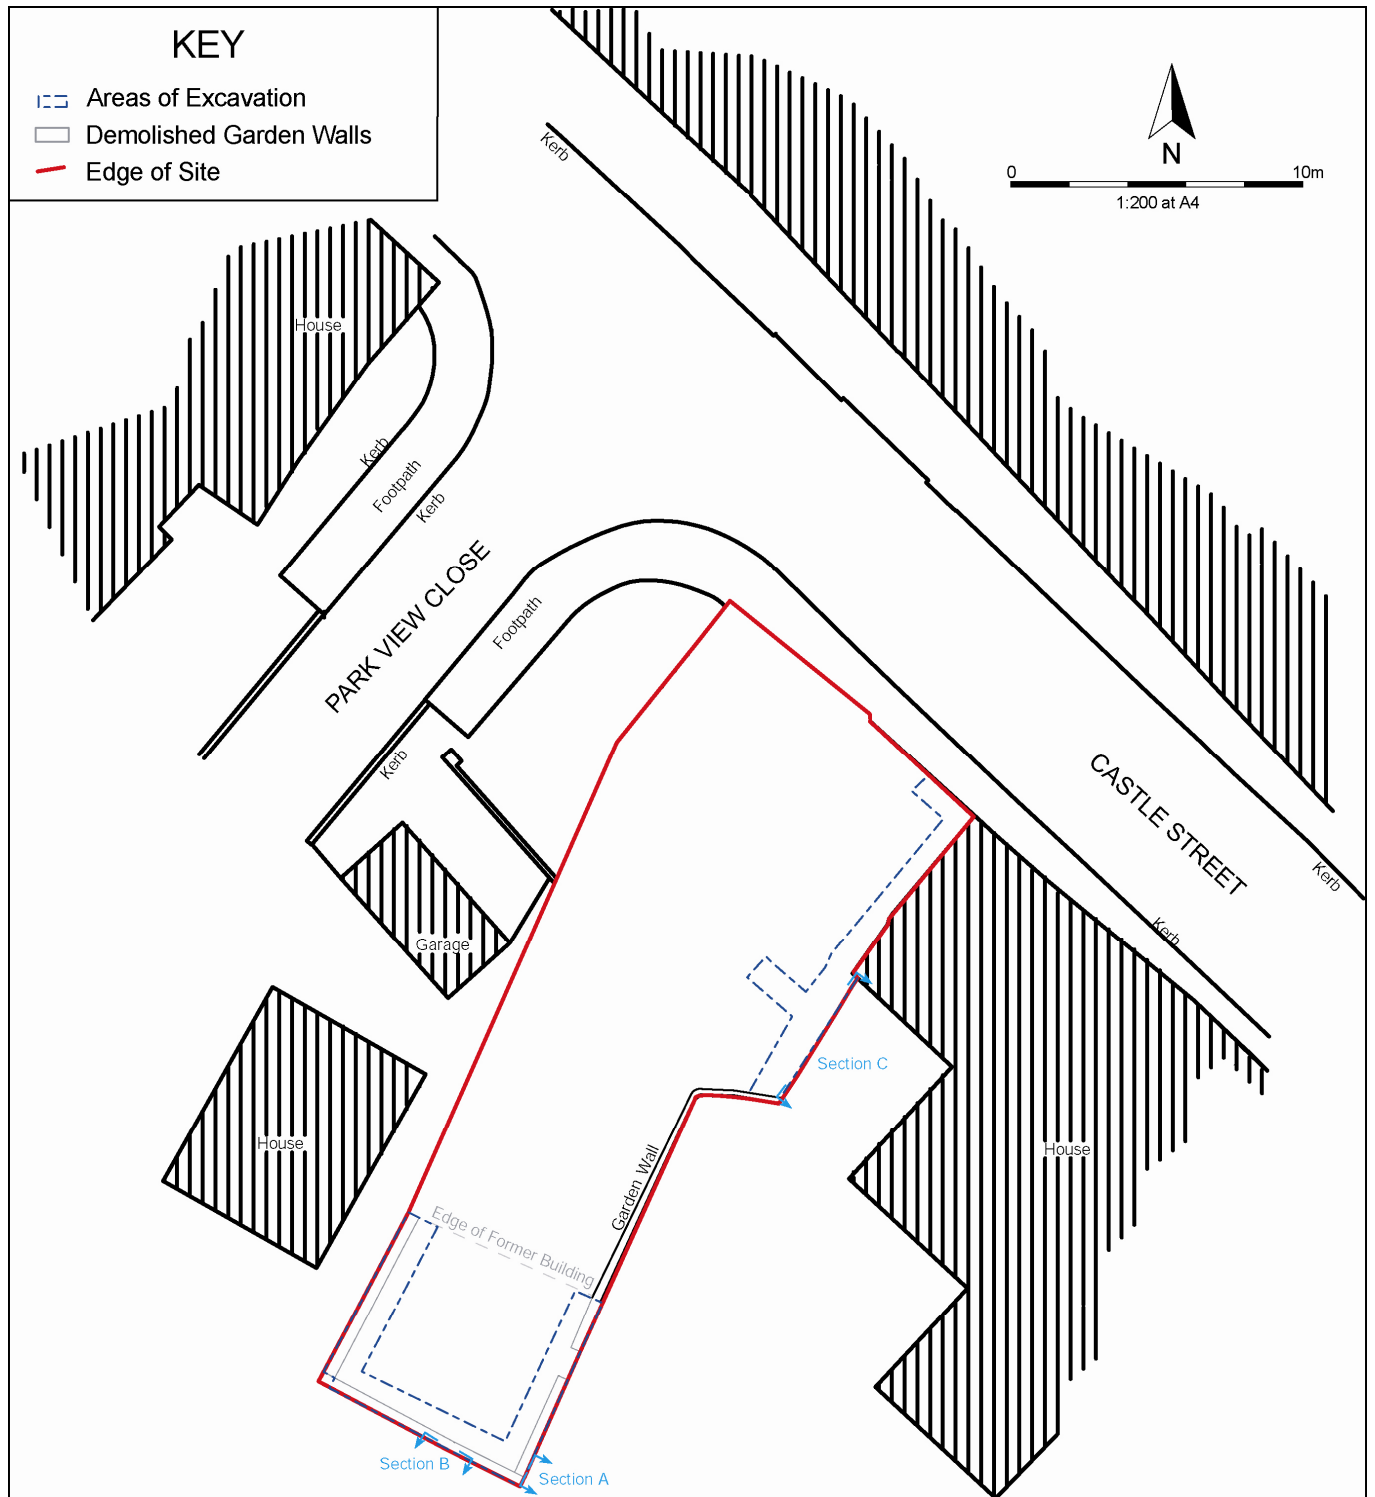 KEY
Areas of Excavation
Demolished Garden Walls
Edge of Site
Kerb
N
0 10m
1:200 at A4
House
Kerb
Footpath
Kerb
PARK VIEW CLOSE
Footpath
Kerb
CASTLE STREET
Kerb
Kerb
Garage
Section C
House
Garden Wall
House
Edge of Former Building
Section B
Section A